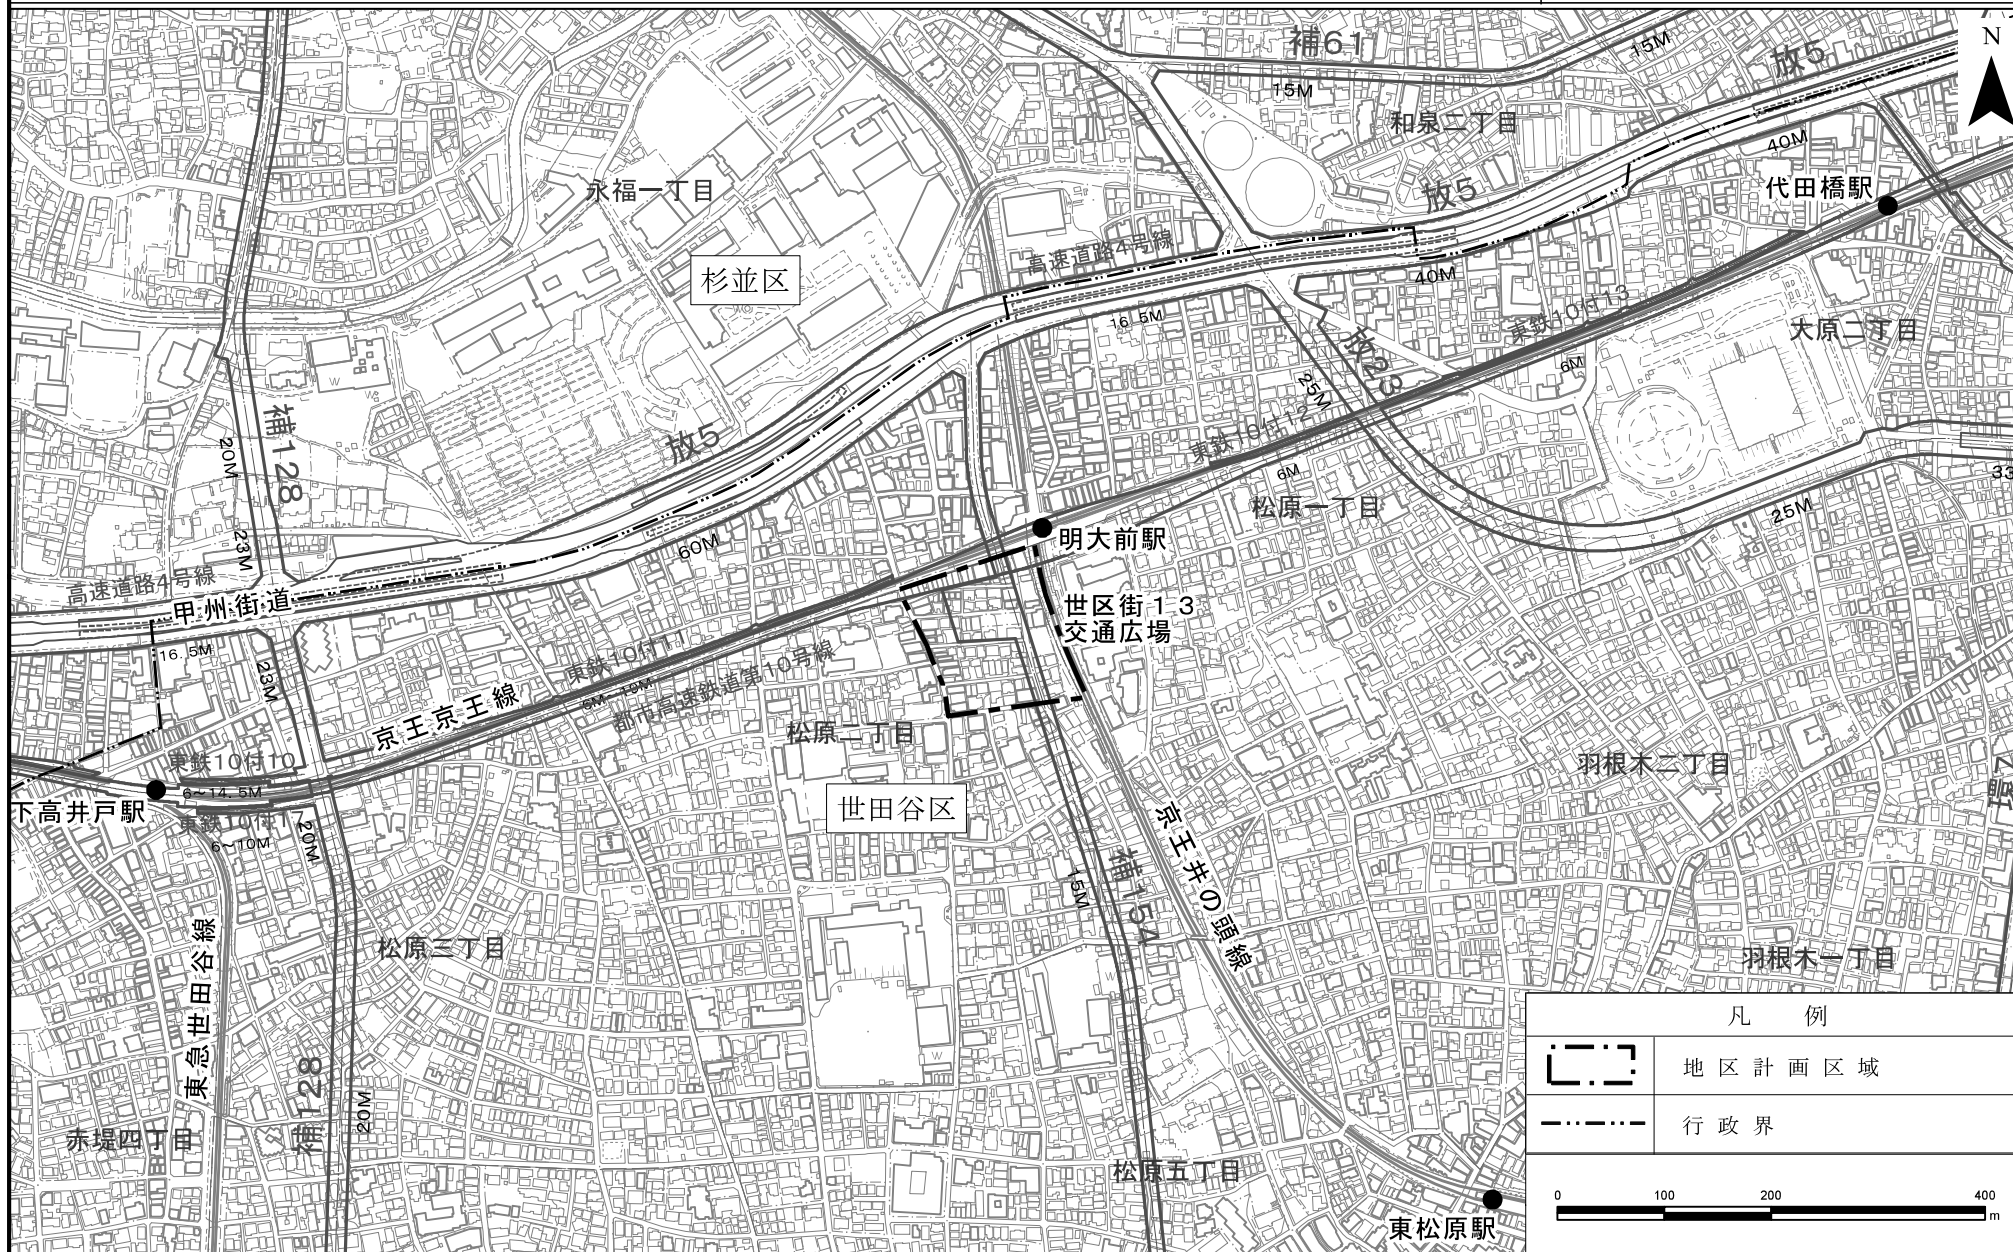 補61
15M
放5
N
15M
和泉二丁目
40M
永福一丁目
放5
代田橋駅
高速道路4号線
杉並区
40M
16.5M
東鉄10付13
大原二丁目
放23
6M
25M
補128
20M
放5
東鉄10付12
6M
33
松原一丁目
25M
23M
60M
明大前駅
高速道路4号線
甲州街道
世区街13
交通広場
16.5M
23M
東鉄10付11
都市高速鉄道第10号線
京王京王線
松原二丁目
東鉄10付10
羽根木二丁目
6~14.5M
下高井戸駅
世田谷区
20M
6~10M
京王井の頭線
補154
15M
東急世田谷線
松原三丁目
羽根木一丁目
凡例
地区計画区域
行政界
補128
20M
赤堤四丁目
松原五丁目
東松原駅
0 100 200 400
m